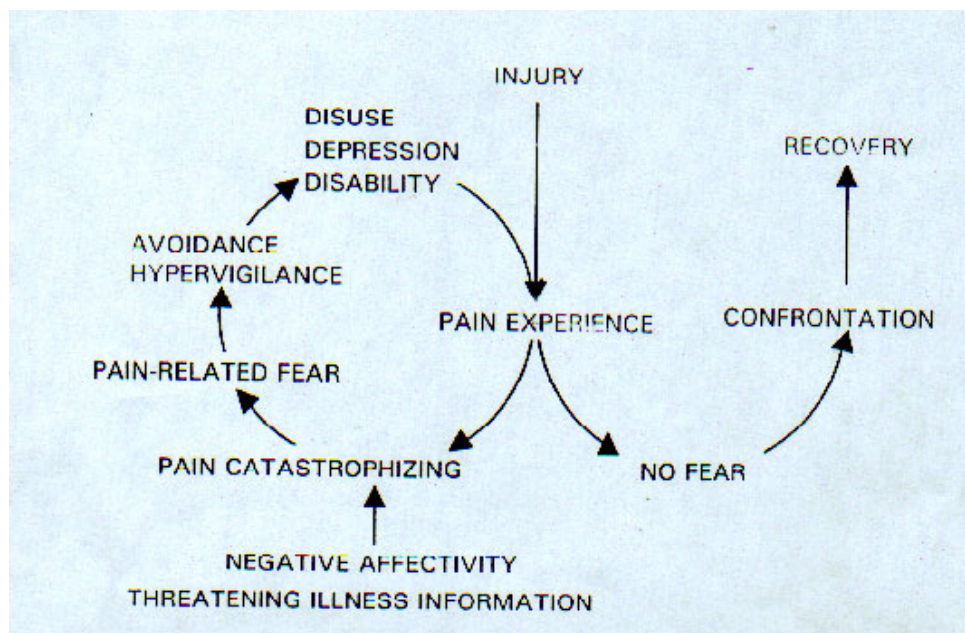 INJURY
DISUSE
DEPRESSION
DISABILITY
RECOVERY
AVOIDANCE
HYPERVIGILANCE
PAIN EXPERIENCE
CONFRONTATION
PAIN-RELATED FEAR
PAIN CATASTROPHIZING
NO FEAR
NEGATIVE AFFECTIVITY
THREATENING ILLNESS INFORMATION